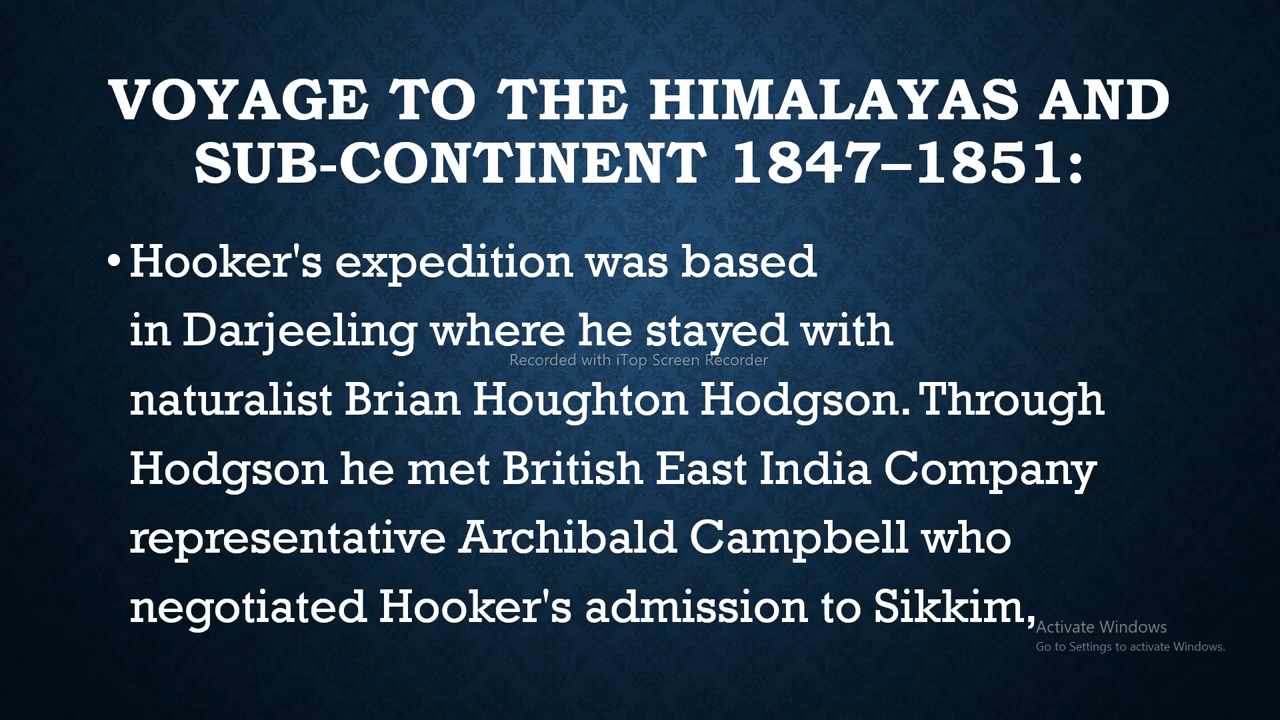 VOYAGE TO THE HIMALAYAS AND
SUB-CONTINENT 1847–1851:
• Hooker's expedition was based
in Darjeeling where he stayed with
Recorded with iTop Screen Recorder
naturalist Brian Houghton Hodgson. Through
Hodgson he met British East India Company
representative Archibald Campbell who
negotiated Hooker's admission to Sikkim,
Activate Windows
Go to Settings to activate Windows.